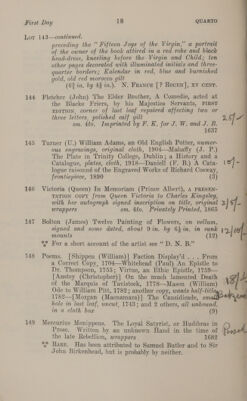 First Day 18 QUARTO
Lot 143—continued.
preceding the "Fifteen Joys of the Virgin," a portrait
of the owner of the book attired in a red robe and black
head-dress, kneeling before the Virgin and Child; ten
other pages decorated with illuminated initials and three-
quarter borders; Kalendar in red, blue and burnished
gold, old red morocco gilt
(6½ in. by 4½ in.). N. France [? Rouen], XV CENT.
144 Fletcher (John) The Elder Brother, A Comedie, acted at
the Blacke Friers, by his Majesties Servants, FIRST
EDITION, corner of last leaf repaired affecting two or
three letters, polished calf gilt
sm. 4to. Imprinted by F. K. for J. W. and J. B.
1637
145 Turner (U.) William Adams, an Old English Potter, numer-
ous engravings, original cloth, 1904—Mahaffy (J. P.)
The Plate in Trinity College, Dublin; a History and a
Catalogue, plates, cloth, 1918—Daniell (F. B.) A Cata-
logue raisonné of the Engraved Works of Richard Cosway,
frontispiece, 1890 (3)
146 Victoria (Queen) In Memoriam (Prince Albert), A PRESEN-
TATION COPY from Queen Victoria to Charles Kingsley,
with her autograph signed inscription on title, original
wrappers sm. 4to. Privately Printed, 1865
147 Bolton (James) Twelve Painting of Flowers, on vellum,
signed and some dated, about 9 in. by 6½ in. in sunk
mounts (12)
*** For a short account of the artist see "D. N. B."
148 Poems. [Shippen (William)] Faction Display'd . . . From
a Correct Copy, 1704—Whitehead (Paul) An Epistle to
Dr. Thompson, 1755; Virtue, an Ethic Epistle, 1759—
[Anstey (Christopher)] On the much lamented Death
of the Marquis of Tavistock, 1778—Mason (William)
Ode to William Pitt, 1782; another copy, wants half-title,
1782—[Morgan (Macnamara)] The Causidicade, small
hole in last leaf, uncut, 1743; and 2 others, all unbound,
in a cloth box (9)
149 Mercurius Menippeus. The Loyal Satyrist, or Hudibras in
Prose. Written by an unknown Hand in the time of
the late Rebellion, wrappers 1682
*** RARE. Has been attributed to Samuel Butler and to Sir
John Birkenhead, but is probably by neither.